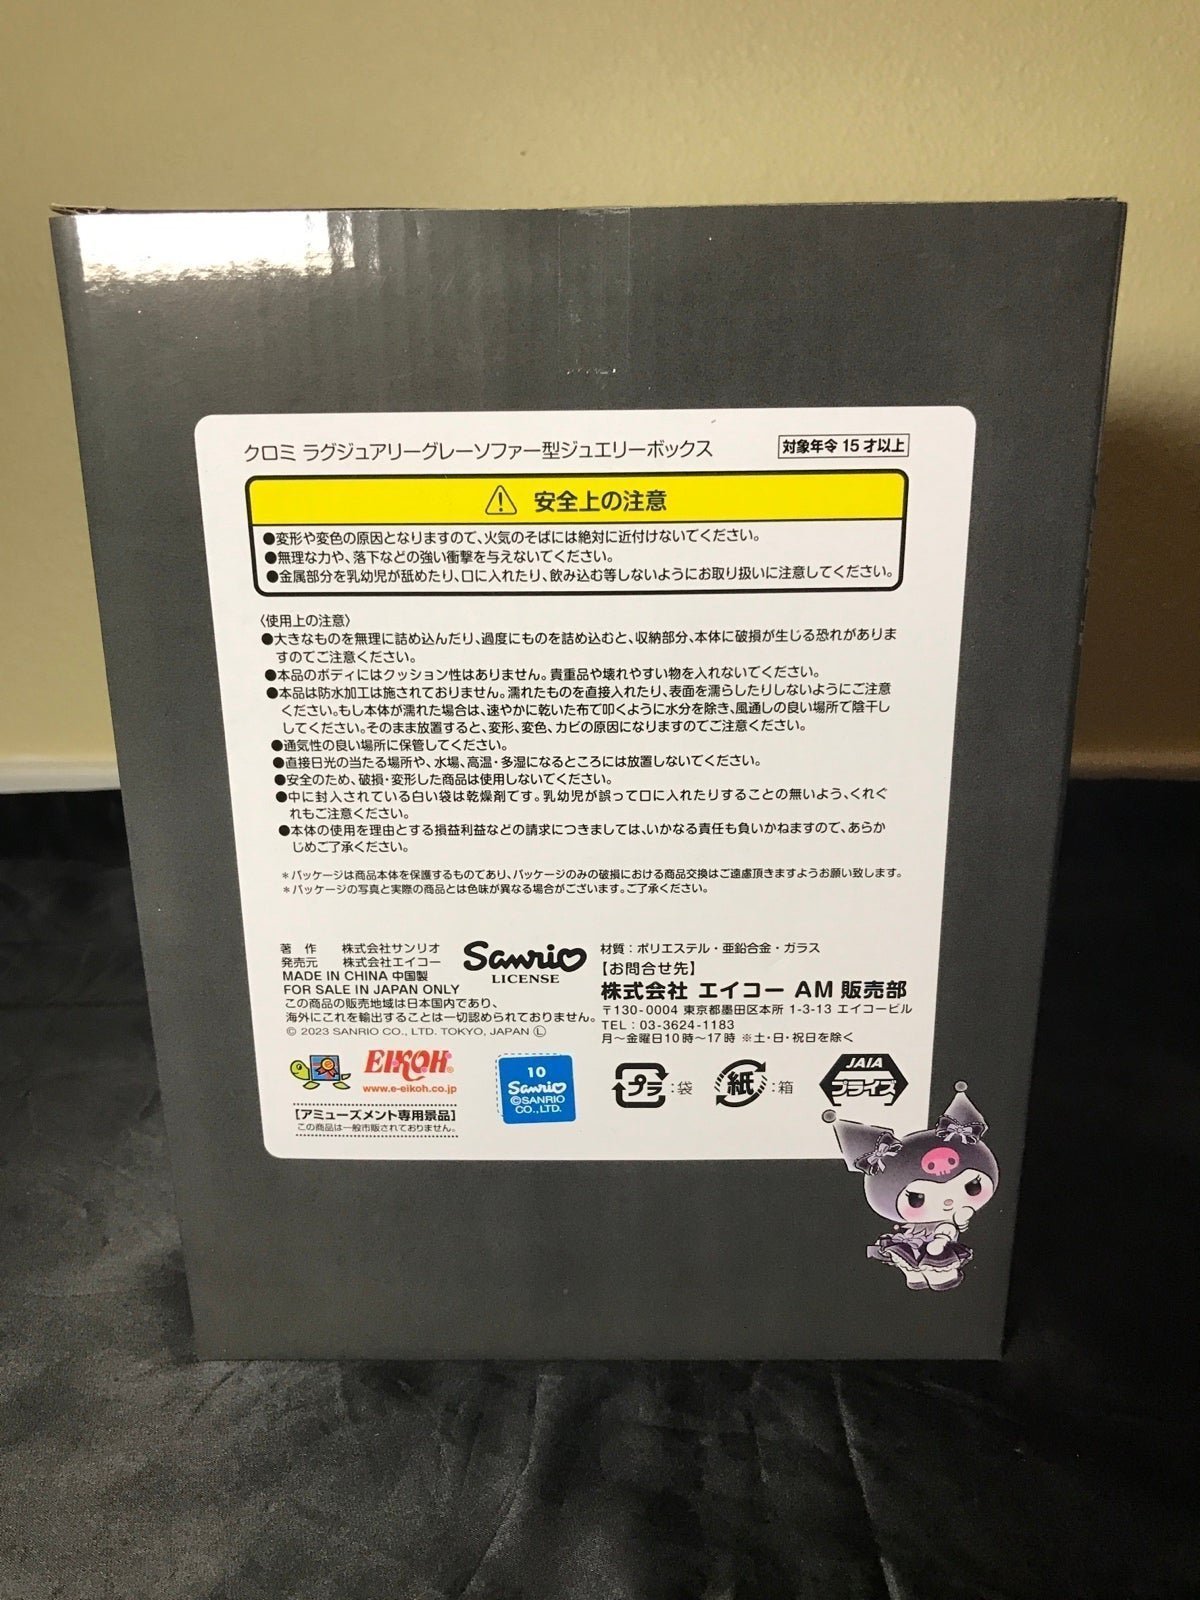 クロミ ラグジュアリーグレーソファー型ジュエリーボックス
対象年令15才以上
安全上の注意
●変形や変色の原因となりますので、火気のそばには絶対に近付けないでください。
●無理な力や、落下などの強い衝撃を与えないでください。
●金属部分を乳幼児が舐めたり、口に入れたり、飲み込む等しないようにお取り扱いに注意してください。
〈使用上の注意〉
●大きなものを無理に詰め込んだり、過度にものを詰め込むと、収納部分、本体に破損が生じる恐れがありま
すのでご注意ください。
●本品のボディにはクッション性はありません。貴重品や壊れやすい物を入れないでください。
●本品は防水加工は施されておりません。濡れたものを直接入れたり、表面を濡らしたりしないようにご注意
ください。もし本体が濡れた場合は、速やかに乾いた布で叩くように水分を除き、風通しの良い場所で陰干し
してください。そのまま放置すると、変形、変色、カビの原因になりますのでご注意ください。
●通気性の良い場所に保管してください。
●直接日光の当たる場所や、水場、高温・多湿になるところには放置しないでください。
●安全のため、破損・変形した商品は使用しないでください。
●中に封入されている白い袋は乾燥剤です。乳幼児が誤って口に入れたりすることの無いよう、くれぐ
れもご注意ください。
●本体の使用を理由とする損益利益などの請求につきましては、いかなる責任も負いかねますので、あらか
じめご了承ください。
＊パッケージは商品本体を保護するものであり、パッケージのみの破損における商品交換はご遠慮頂きますようお願い致します。
＊パッケージの写真と実際の商品とは色味が異なる場合がございます。ご了承ください。
著 作 株式会社サンリオ
発売元 株式会社エイコー
MADE IN CHINA 中国製
FOR SALE IN JAPAN ONLY
この商品の販売地域は日本国内であり、
海外にこれを輸出することは一切認められておりません。
© 2023 SANRIO CO., LTD. TOKYO, JAPAN Ⓛ
Sanrio
LICENSE
材質：ポリエステル・亜鉛合金・ガラス
【お問合せ先】
株式会社 エイコー AM 販売部
〒130-0004 東京都墨田区本所 1-3-13 エイコービル
TEL：03-3624-1183
月～金曜日10時～17時 ※土・日・祝日を除く
EIKOH
www.e-eikoh.co.jp
【アミューズメント専用景品】
この商品は一般市販されておりません。
10
Sanrio
©SANRIO
CO.,LTD.
プラ：袋
紙：箱
JAIA
プライズ